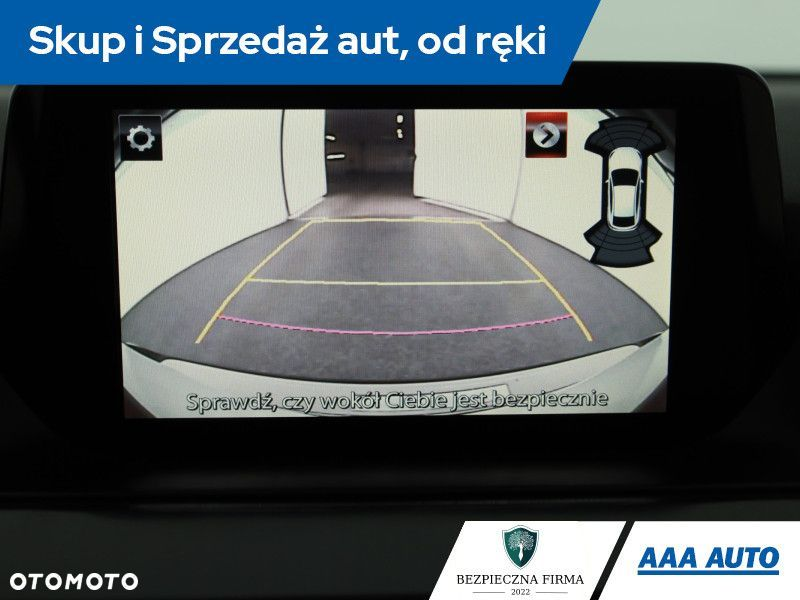 Skup i Sprzedaż aut, od ręki
Sprawdź, czy wokół Ciebie jest bezpiecznie
BEZPIECZNA FIRMA
2022
AAA AUTO
OTOMOTO